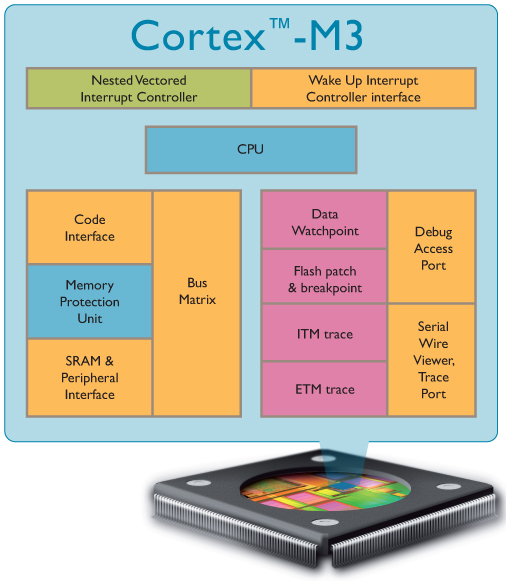 Cortex™-M3
Nested Vectored
Interrupt Controller
Wake Up Interrupt
Controller interface
CPU
Code
Interface
Memory
Protection
Unit
SRAM &
Peripheral
Interface
Bus
Matrix
Data
Watchpoint
Flash patch
& breakpoint
ITM trace
ETM trace
Debug
Access
Port
Serial
Wire
Viewer,
Trace
Port